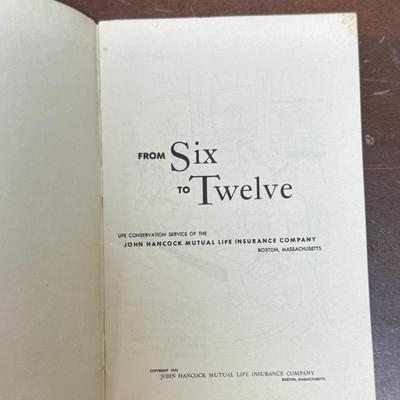 FROM Six
TO Twelve
LIFE CONSERVATION SERVICE OF THE
JOHN HANCOCK MUTUAL LIFE INSURANCE COMPANY
BOSTON, MASSACHUSETTS
COPYRIGHT
JOHN HANCOCK MUTUAL LIFE INSURANCE COMPANY
BOSTON, MASSACHUSETTS